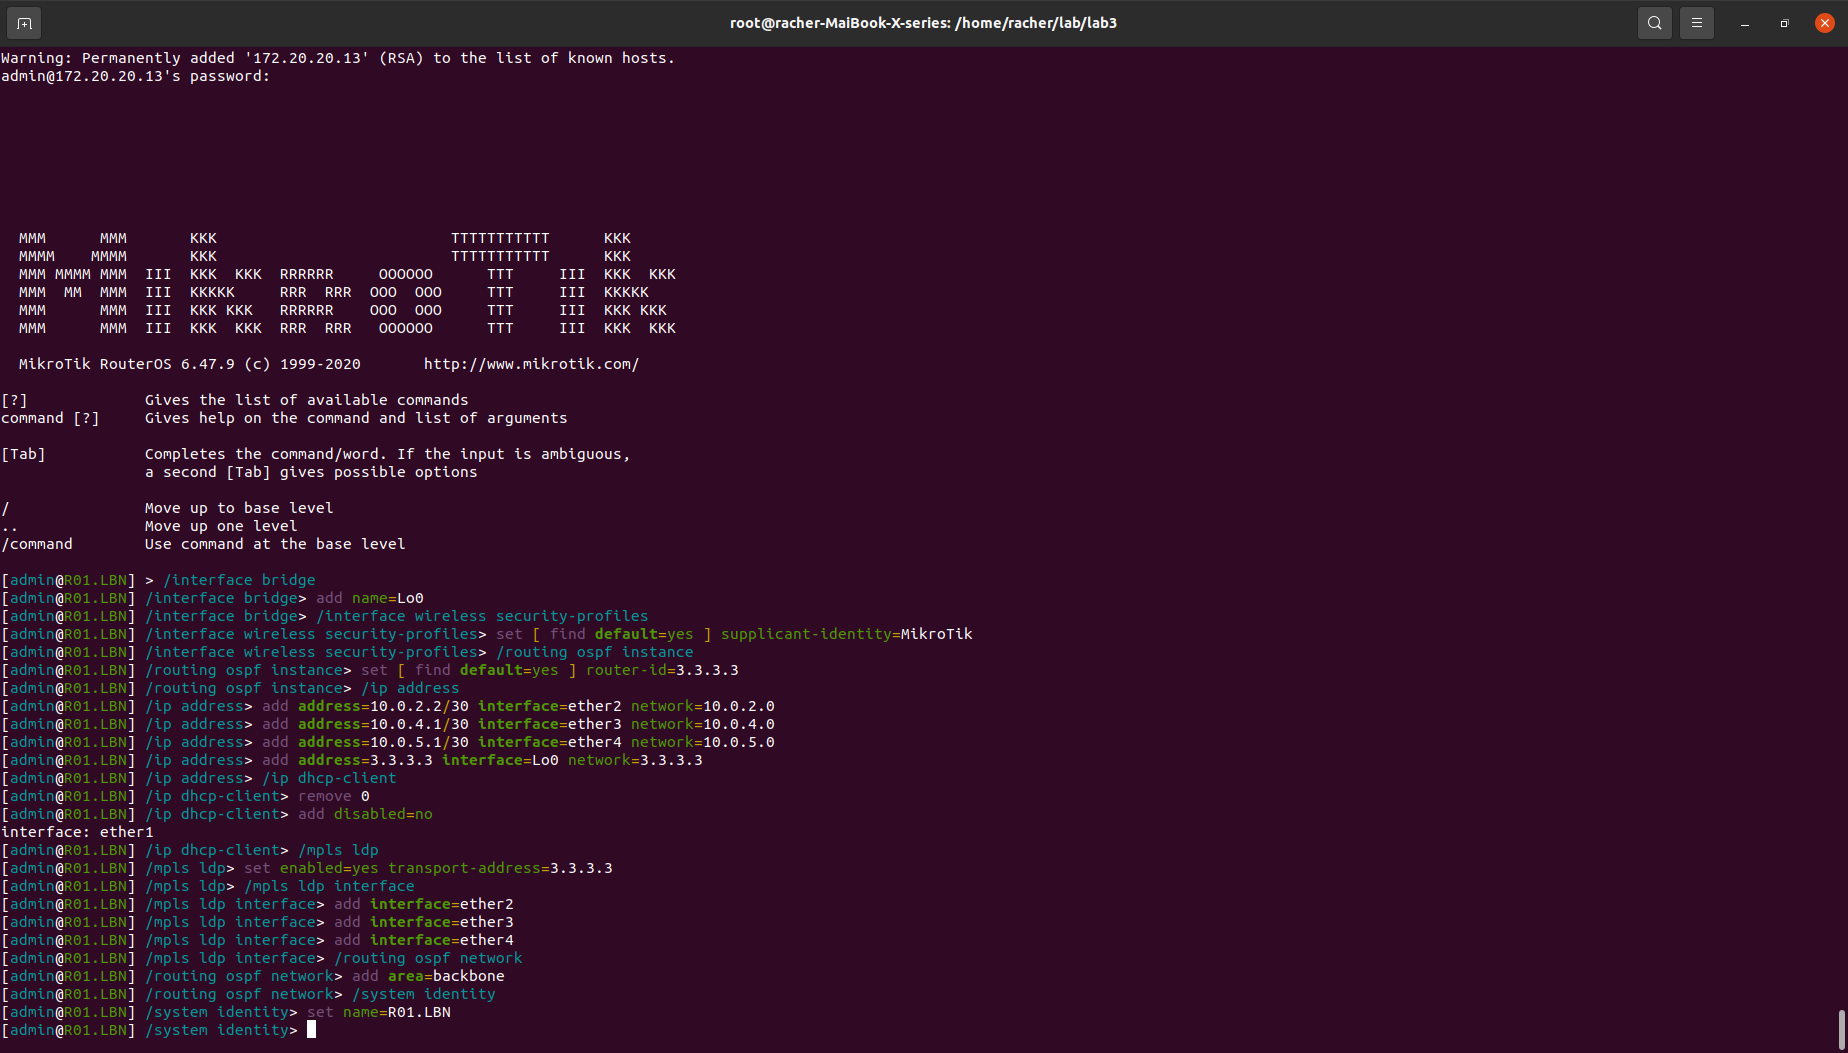 root@racher-MaiBook-X-series: /home/racher/lab/lab3
Warning: Permanently added '172.20.20.13' (RSA) to the list of known hosts.
admin@172.20.20.13's password:
  MMM      MMM       KKK                          TTTTTTTTTTT      KKK
  MMMM    MMMM       KKK                          TTTTTTTTTTT      KKK
  MMM MMMM MMM  III  KKK  KKK  RRRRRR     OOOOOO      TTT     III  KKK  KKK
  MMM  MM  MMM  III  KKKKK     RRR  RRR  OOO  OOO     TTT     III  KKKKK
  MMM      MMM  III  KKK KKK   RRRRRR    OOO  OOO     TTT     III  KKK KKK
  MMM      MMM  III  KKK  KKK  RRR  RRR   OOOOOO      TTT     III  KKK  KKK
  MikroTik RouterOS 6.47.9 (c) 1999-2020       http://www.mikrotik.com/
[?]             Gives the list of available commands
command [?]     Gives help on the command and list of arguments
[Tab]           Completes the command/word. If the input is ambiguous,
                a second [Tab] gives possible options
/               Move up to base level
..              Move up one level
/command        Use command at the base level
[admin@R01.LBN] > /interface bridge
[admin@R01.LBN] /interface bridge> add name=Lo0
[admin@R01.LBN] /interface bridge> /interface wireless security-profiles
[admin@R01.LBN] /interface wireless security-profiles> set [ find default=yes ] supplicant-identity=MikroTik
[admin@R01.LBN] /interface wireless security-profiles> /routing ospf instance
[admin@R01.LBN] /routing ospf instance> set [ find default=yes ] router-id=3.3.3.3
[admin@R01.LBN] /routing ospf instance> /ip address
[admin@R01.LBN] /ip address> add address=10.0.2.2/30 interface=ether2 network=10.0.2.0
[admin@R01.LBN] /ip address> add address=10.0.4.1/30 interface=ether3 network=10.0.4.0
[admin@R01.LBN] /ip address> add address=10.0.5.1/30 interface=ether4 network=10.0.5.0
[admin@R01.LBN] /ip address> add address=3.3.3.3 interface=Lo0 network=3.3.3.3
[admin@R01.LBN] /ip address> /ip dhcp-client
[admin@R01.LBN] /ip dhcp-client> remove 0
[admin@R01.LBN] /ip dhcp-client> add disabled=no
interface: ether1
[admin@R01.LBN] /ip dhcp-client> /mpls ldp
[admin@R01.LBN] /mpls ldp> set enabled=yes transport-address=3.3.3.3
[admin@R01.LBN] /mpls ldp> /mpls ldp interface
[admin@R01.LBN] /mpls ldp interface> add interface=ether2
[admin@R01.LBN] /mpls ldp interface> add interface=ether3
[admin@R01.LBN] /mpls ldp interface> add interface=ether4
[admin@R01.LBN] /mpls ldp interface> /routing ospf network
[admin@R01.LBN] /routing ospf network> add area=backbone
[admin@R01.LBN] /routing ospf network> /system identity
[admin@R01.LBN] /system identity> set name=R01.LBN
[admin@R01.LBN] /system identity>